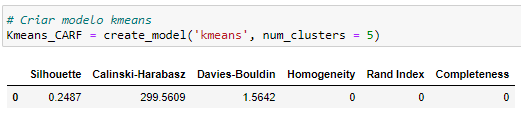 # Criar modelo kmeans
Kmeans_CARF = create_model('kmeans', num_clusters = 5)
Silhouette Calinski-Harabasz Davies-Bouldin Homogeneity Rand Index Completeness
0 0.2487 299.5609 1.5642 0 0 0